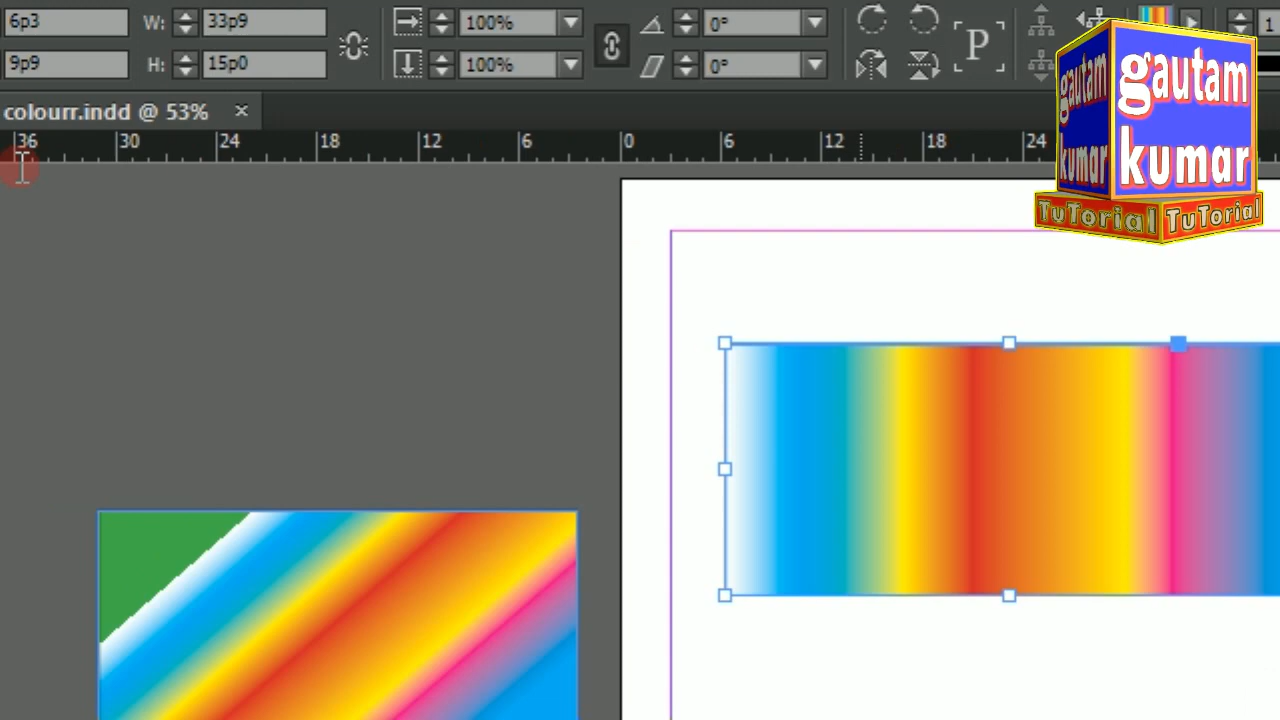 6p3 W: 33p9 100% 0° P 1
9p9 H: 15p0 100% 0°
colourr.indd @ 53% ×
36 30 24 18 12 6 0 6 12 18 24
gautam gautam
kumar kumar
TuTorial TuTorial